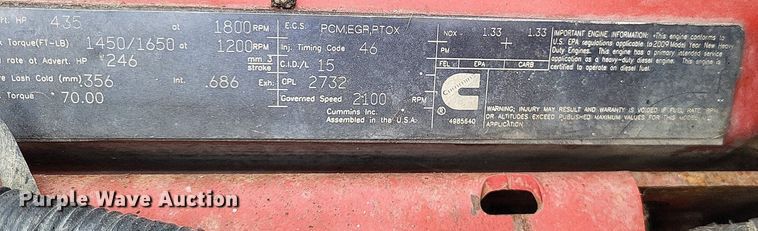 vert. HP 435 at 1800 RPM
k Torque(FT-LB) 1450/1650 at 1200 RPM
rate at Advert. HP 246 mm 3 stroke
Lash Cold (mm) .356 Int. .686 Exh.
Torque 70.00
E.C.S. PCM,EGR,PTOX
Inj. Timing Code 46
C.I.D./L 15
CPL 2732
Governed Speed 2100 RPM
Cummins Inc.
Assembled in the U.S.A.
NOX - 1.33 1.33
PM +
FEL EPA CARB
Cummins
® 4985640
IMPORTANT ENGINE INFORMATION: This engine conforms to
U.S. EPA regulations applicable to 2009 Model Year New Heavy
Duty Engines. This engine has a primary intended service
application as a heavy-duty diesel engine. This engine is
certified to operate on diesel fuel.
WARNING: INJURY MAY RESULT AND WARRANTY IS VOIDED IF FUEL RATE, RPM
OR ALTITUDES EXCEED PUBLISHED MAXIMUM VALUES FOR THIS MODEL AND
APPLICATION.
Purple Wave Auction